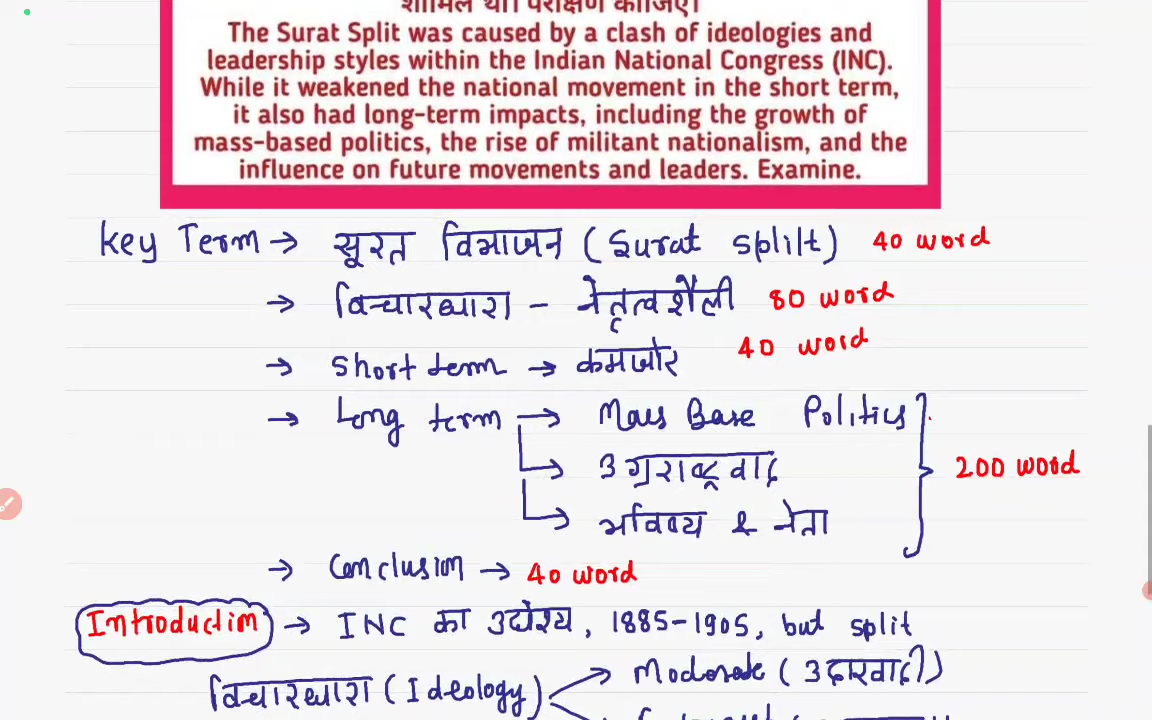 शामिल था। परीक्षण कीजिए।
The Surat Split was caused by a clash of ideologies and
leadership styles within the Indian National Congress (INC).
While it weakened the national movement in the short term,
it also had long-term impacts, including the growth of
mass-based politics, the rise of militant nationalism, and the
influence on future movements and leaders. Examine.
Key Term → सूरत विभाजन (Surat split) 40 word
→ विचारधारा - नेतृत्व शैली 80 word
→ Short term → कमजोर 40 word
→ Long term → Mass Base Politics
→ उग्रराष्ट्रवाद 200 word
→ भविष्य & नेता
→ Conclusion → 40 word
Introduction → INC का उद्देश्य, 1885-1905, but split
विचारधारा (Ideology) → Moderate (उदारवादी)